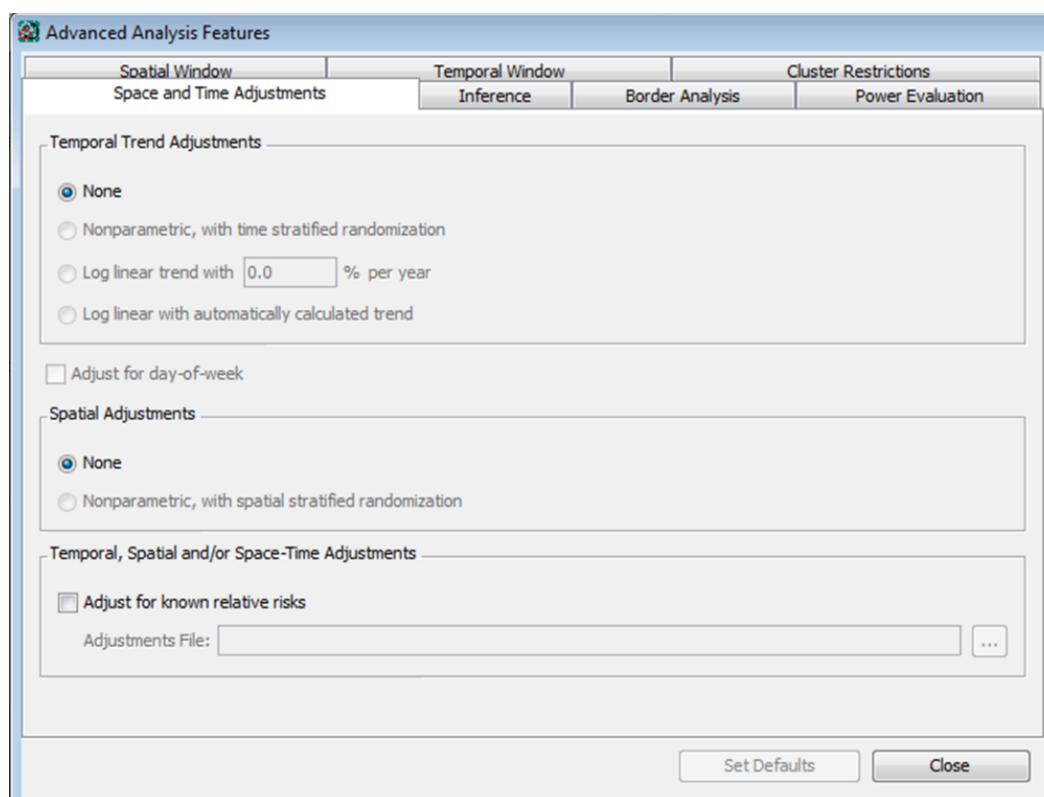 Advanced Analysis Features
Spatial Window
Temporal Window
Cluster Restrictions
Space and Time Adjustments
Inference
Border Analysis
Power Evaluation
Temporal Trend Adjustments
None
Nonparametric, with time stratified randomization
Log linear trend with 0.0 % per year
Log linear with automatically calculated trend
Adjust for day-of-week
Spatial Adjustments
None
Nonparametric, with spatial stratified randomization
Temporal, Spatial and/or Space-Time Adjustments
Adjust for known relative risks
Adjustments File:
...
Set Defaults
Close